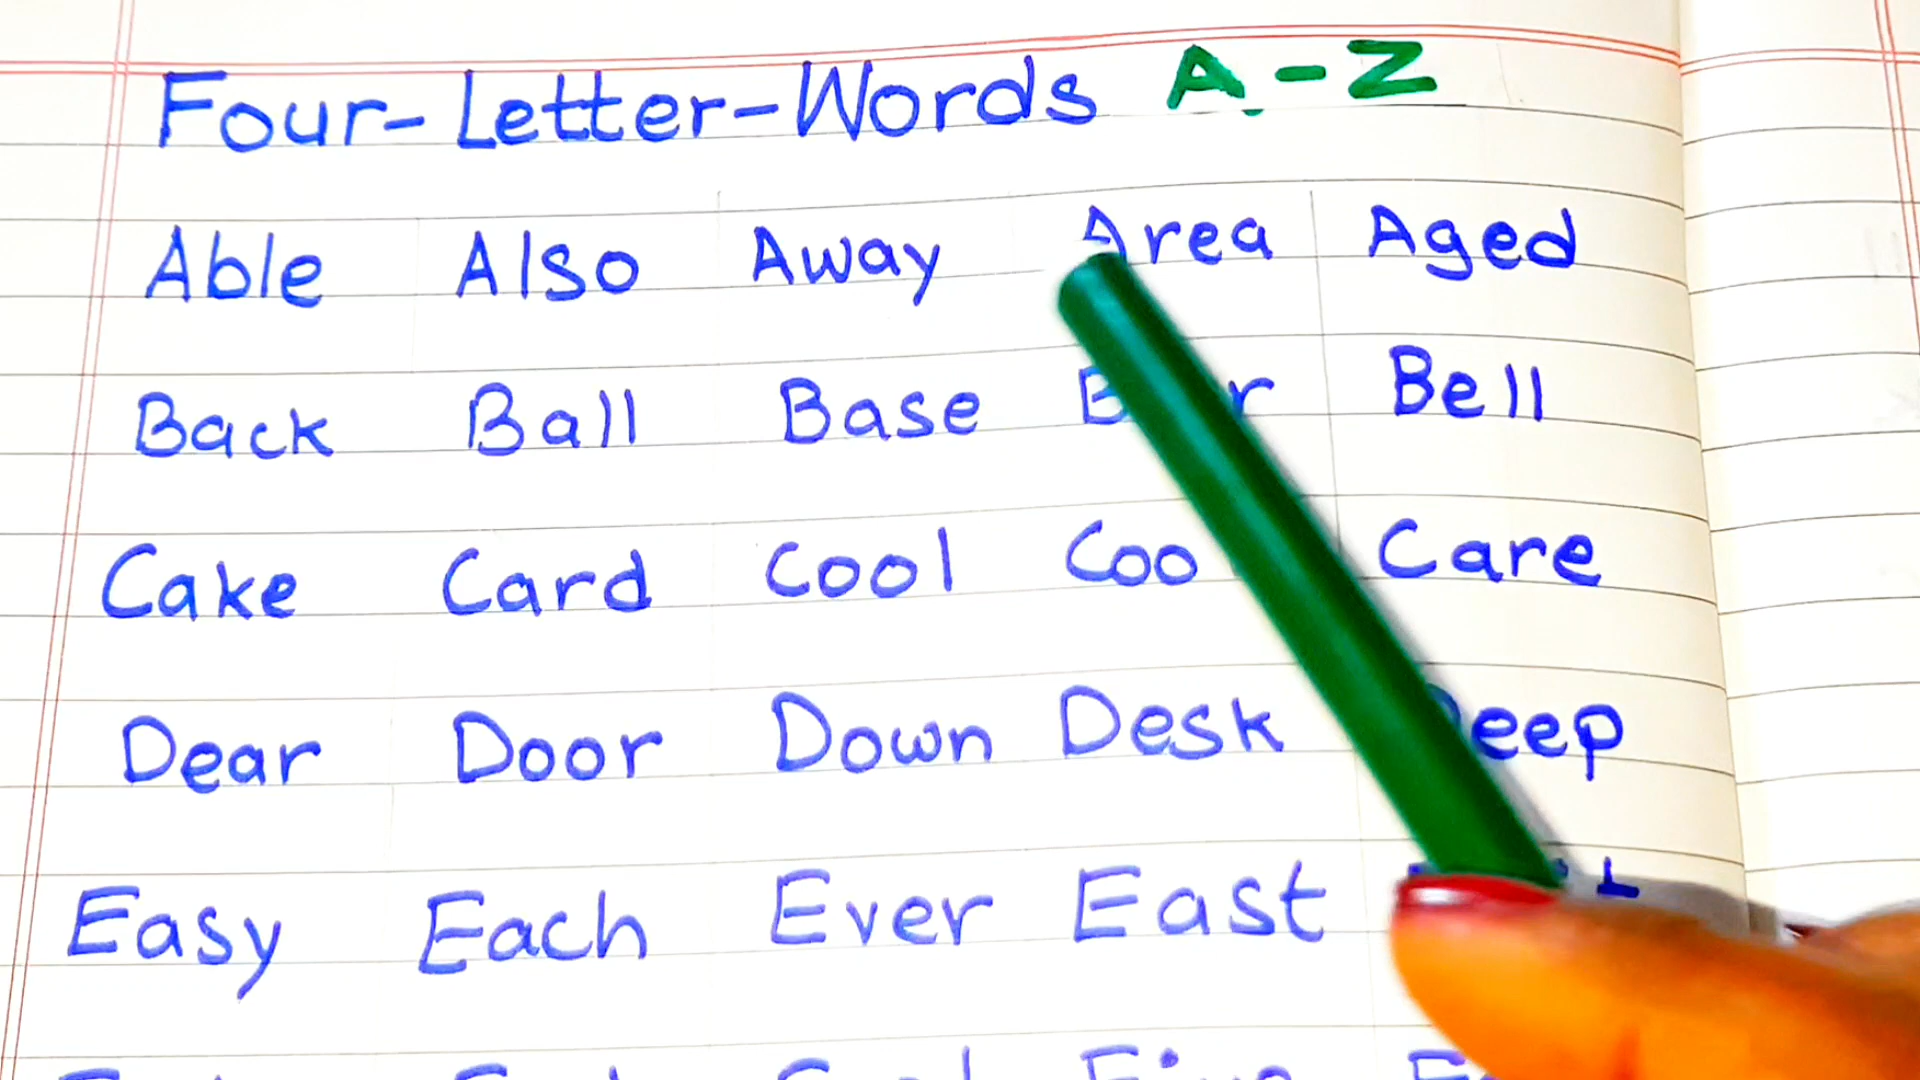 Four-Letter-Words A-Z
Able Also Away Area Aged
Back Ball Base Bell
Cake Card Cool Care
Dear Door Down Desk Deep
Easy Each Ever East